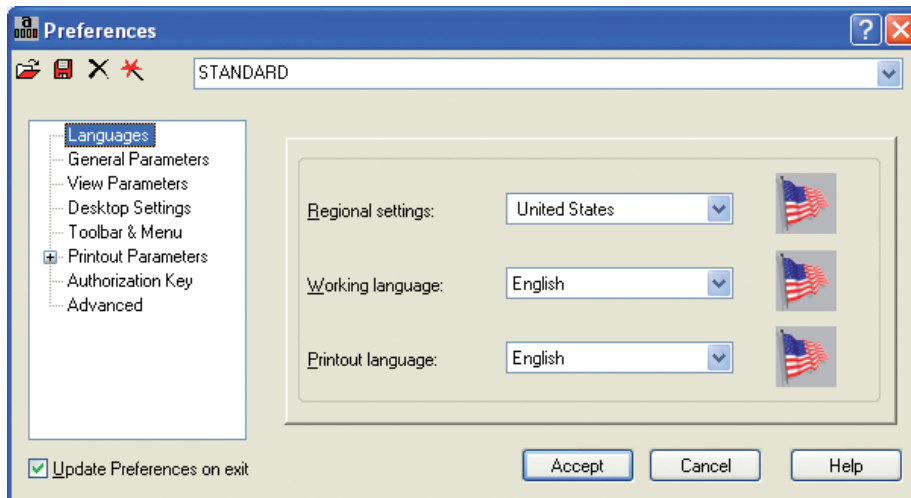 Preferences
STANDARD
Languages
General Parameters
View Parameters
Desktop Settings
Toolbar & Menu
Printout Parameters
Authorization Key
Advanced
Regional settings:
United States
Working language:
English
Printout language:
English
Update Preferences on exit
Accept
Cancel
Help